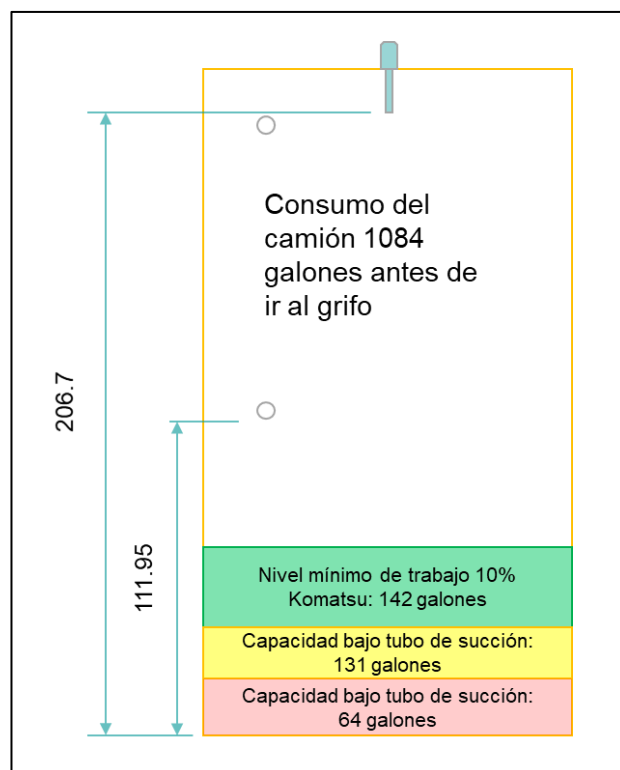 Consumo del
camión 1084
galones antes de
ir al grifo
206.7
111.95
Nivel mínimo de trabajo 10%
Komatsu: 142 galones
Capacidad bajo tubo de succión:
131 galones
Capacidad bajo tubo de succión:
64 galones